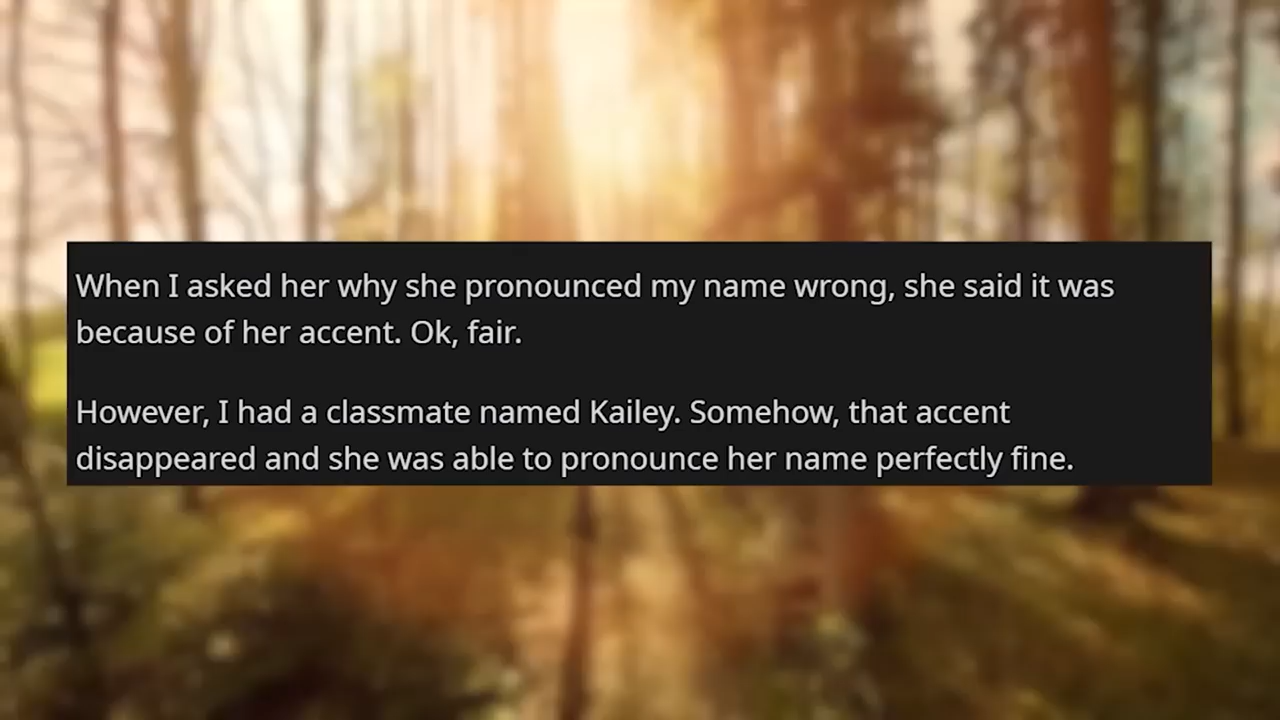 When I asked her why she pronounced my name wrong, she said it was
because of her accent. Ok, fair.
However, I had a classmate named Kailey. Somehow, that accent
disappeared and she was able to pronounce her name perfectly fine.